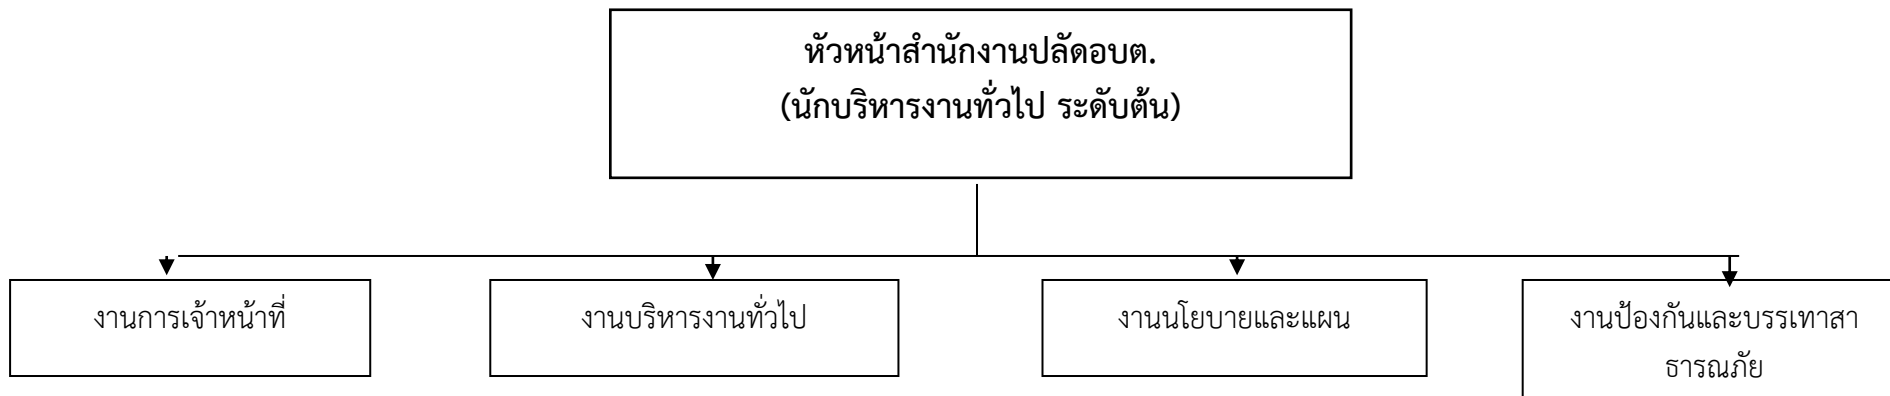 หัวหน้าสำนักงานปลัดอบต.
(นักบริหารงานทั่วไป ระดับต้น)
งานการเจ้าหน้าที่
งานบริหารงานทั่วไป
งานนโยบายและแผน
งานป้องกันและบรรเทาสา
ธารณภัย